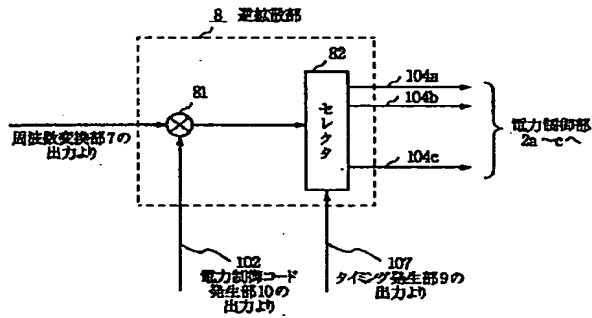 8 逆拡散部
82
81
セレクタ
104a
104b
104c
周波数変換部7の
出力より
電力制御部
2a~cへ
102
電力制御コード
発生部10の
出力より
107
タイミング発生部9の
出力より